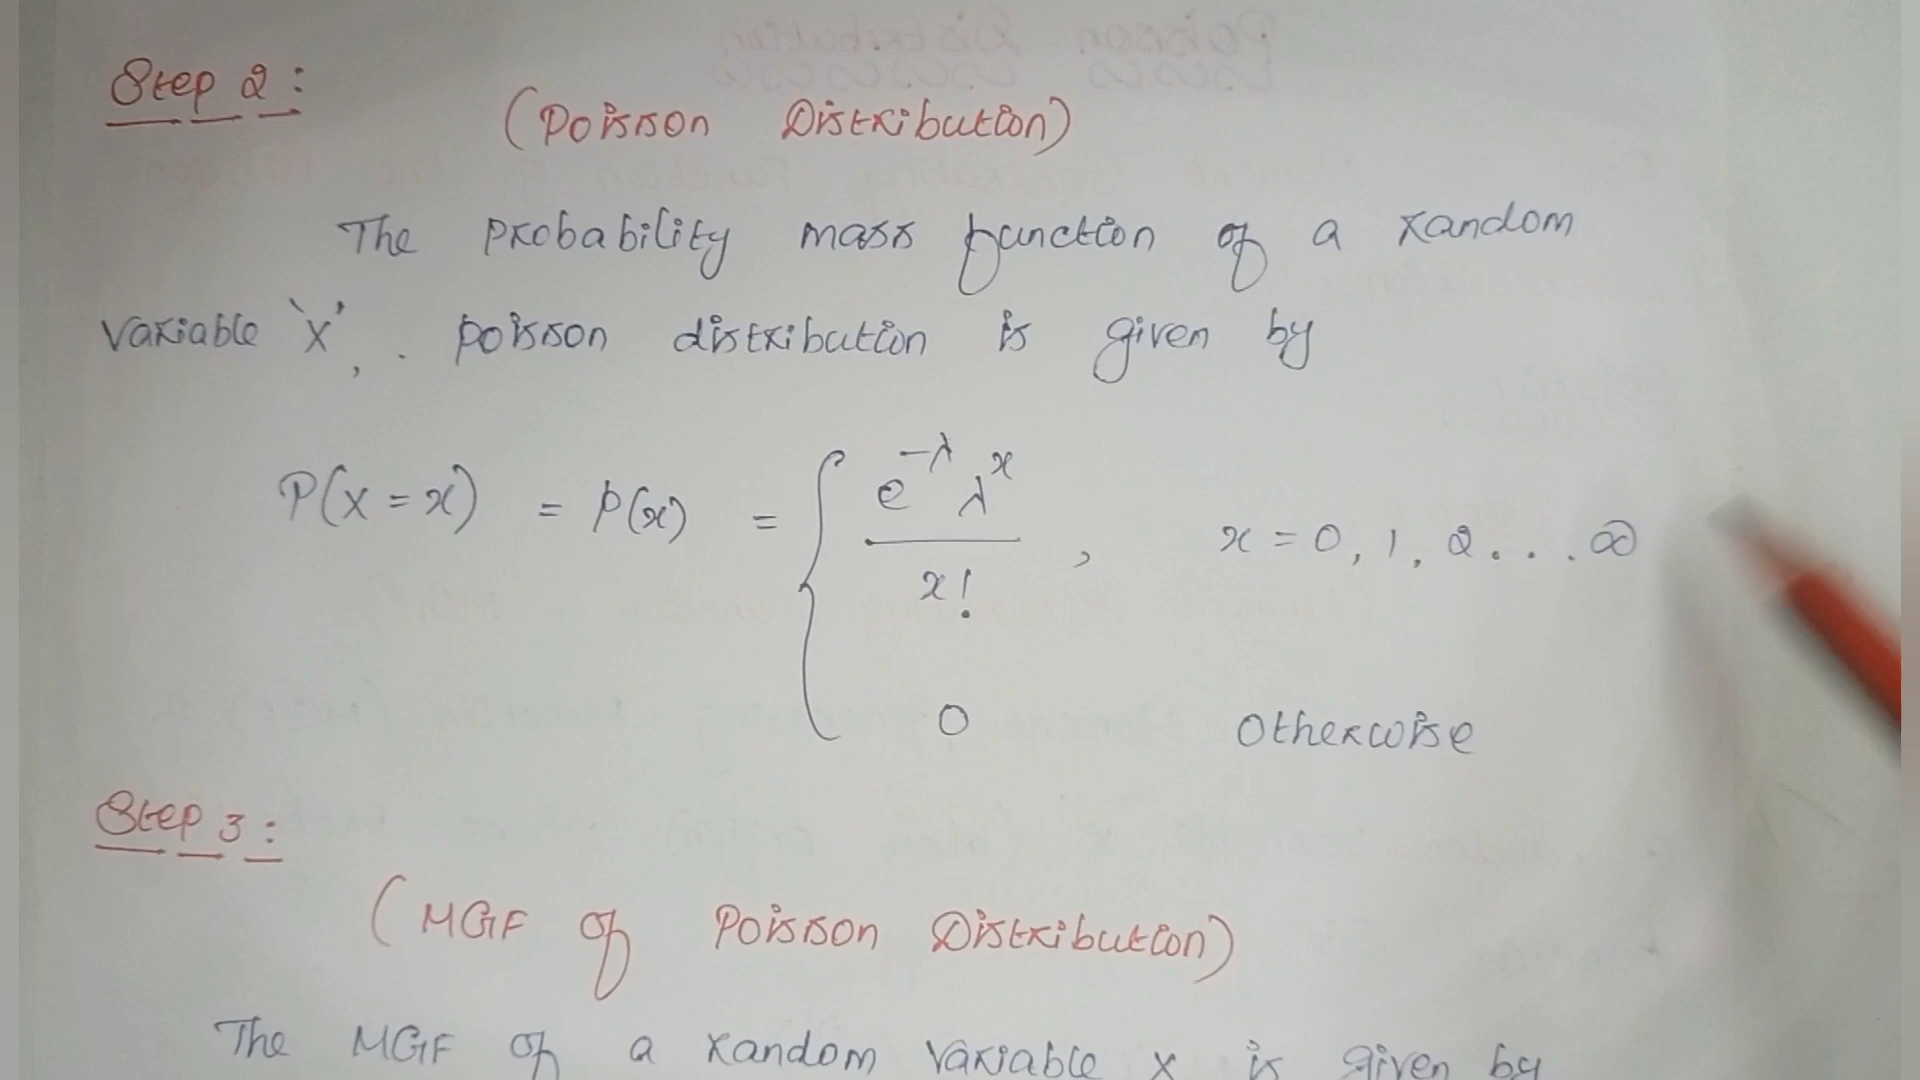 Step 2:
(Poisson Distribution)
The probability mass function of a random
variable 'X', . poisson distribution is given by
P(X = x) = p(x) = { e^{-λ} λ^x / x! , x = 0, 1, 2 . . . ∞
0 Otherwise
Step 3:
(MGF of Poisson Distribution)
The MGF of a random variable X is given by